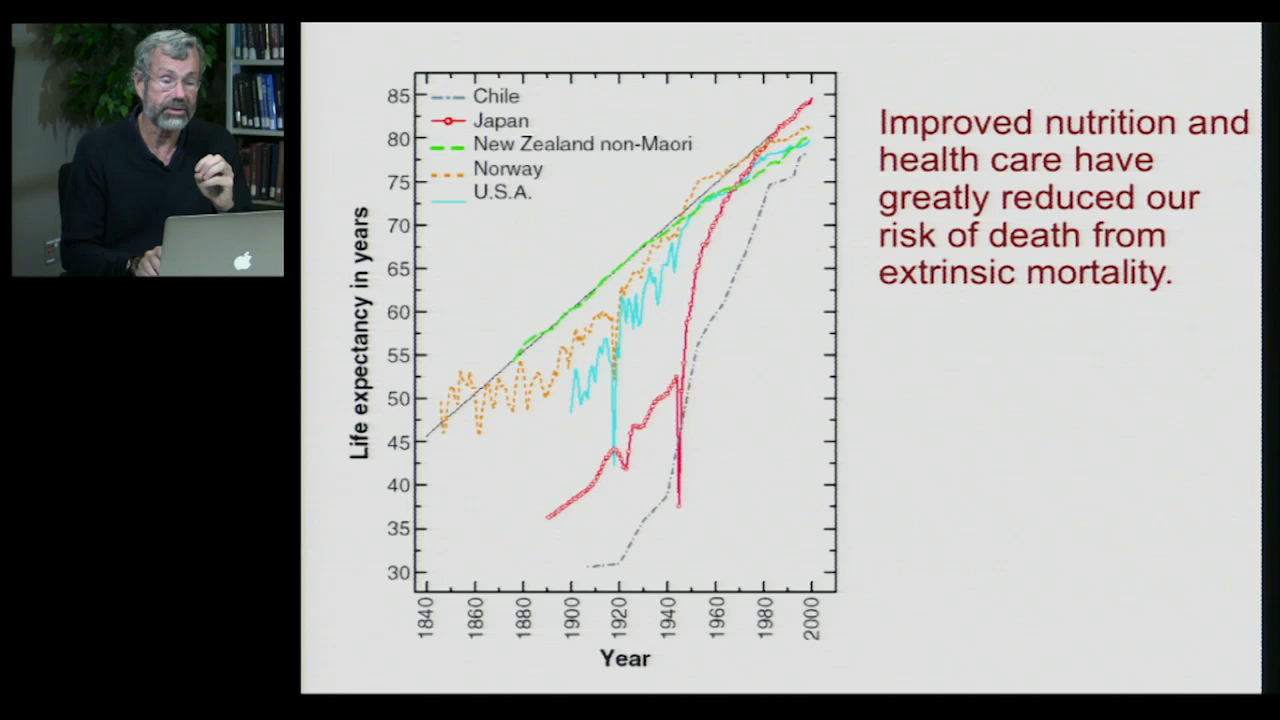 Chile
Japan
New Zealand non-Maori
Norway
U.S.A.
85
80
75
70
65
60
55
50
45
40
35
30
Life expectancy in years
1840
1860
1880
1900
1920
1940
1960
1980
2000
Year
Improved nutrition and
health care have
greatly reduced our
risk of death from
extrinsic mortality.